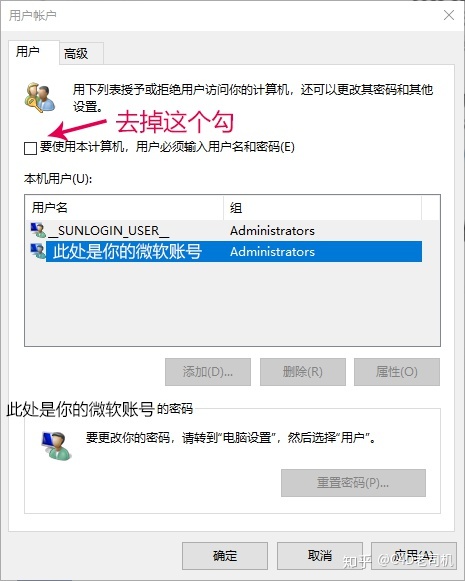 用户帐户
用户
高级
用下列表授予或拒绝用户访问你的计算机，还可以更改其密码和其他
设置。
去掉这个勾
要使用本计算机，用户必须输入用户名和密码(E)
本机用户(U):
用户名 组
__SUNLOGIN_USER__ Administrators
此处是你的微软账号 Administrators
添加(D)... 删除(R) 属性(O)
此处是你的微软账号 的密码
要更改你的密码，请转到“电脑设置”，然后选择“用户”。
重置密码(P)...
确定 取消 应用(A)
知乎